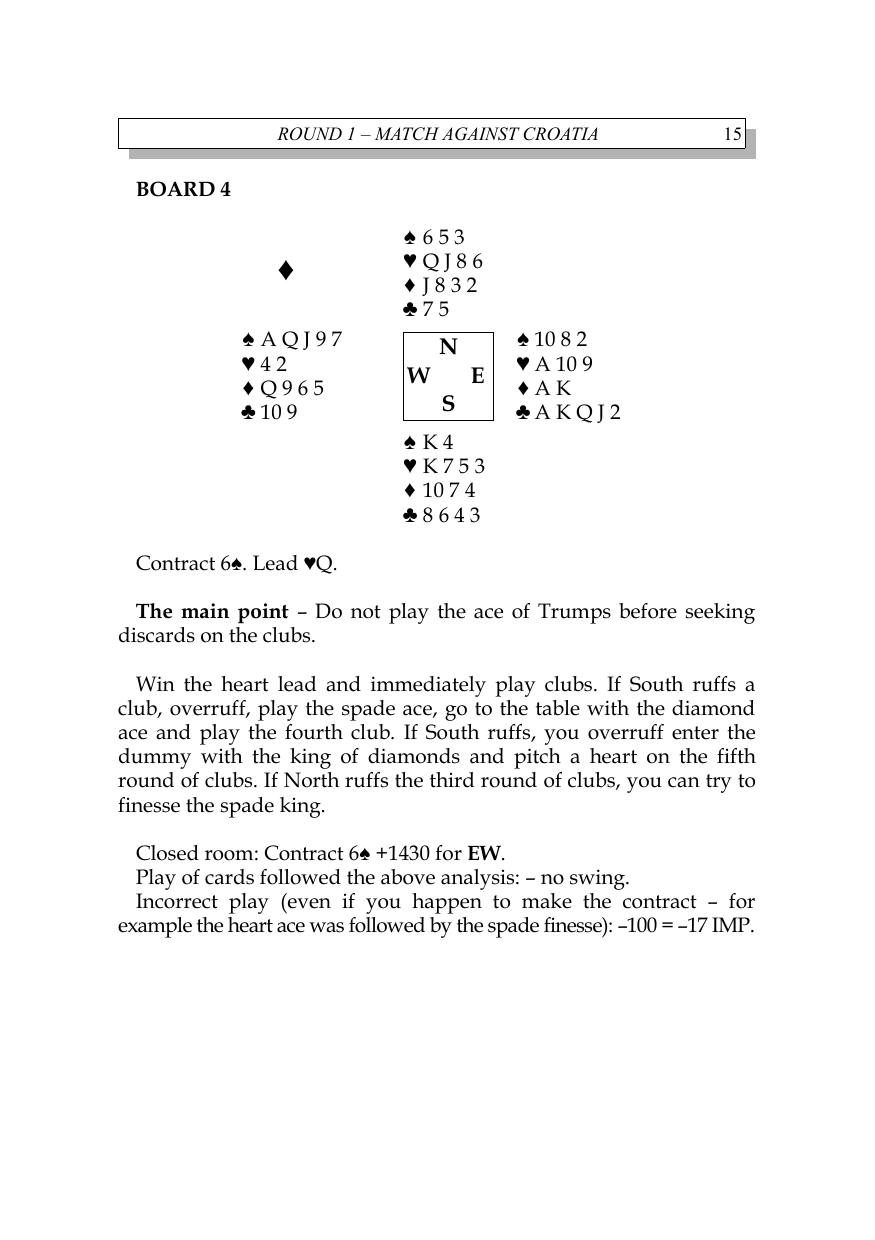 ROUND 1 – MATCH AGAINST CROATIA 15
BOARD 4
♠ 6 5 3
♥ Q J 8 6
♦ J 8 3 2
♣ 7 5
♦
♠ A Q J 9 7
♥ 4 2
♦ Q 9 6 5
♣ 10 9
N
W E
S
♠ 10 8 2
♥ A 10 9
♦ A K
♣ A K Q J 2
♠ K 4
♥ K 7 5 3
♦ 10 7 4
♣ 8 6 4 3
Contract 6♠. Lead ♥Q.
The main point – Do not play the ace of Trumps before seeking
discards on the clubs.
Win the heart lead and immediately play clubs. If South ruffs a
club, overruff, play the spade ace, go to the table with the diamond
ace and play the fourth club. If South ruffs, you overruff enter the
dummy with the king of diamonds and pitch a heart on the fifth
round of clubs. If North ruffs the third round of clubs, you can try to
finesse the spade king.
Closed room: Contract 6♠ +1430 for EW.
Play of cards followed the above analysis: – no swing.
Incorrect play (even if you happen to make the contract – for
example the heart ace was followed by the spade finesse): –100 = –17 IMP.